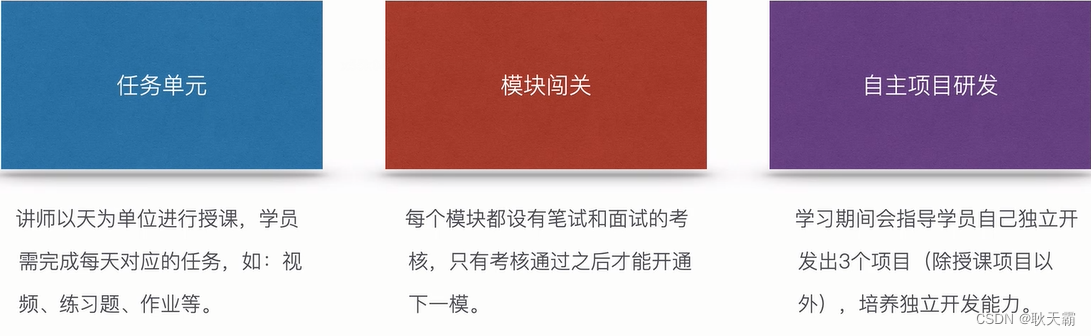 任务单元
讲师以天为单位进行授课，学员
需完成每天对应的任务，如：视
频、练习题、作业等。
模块闯关
每个模块都设有笔试和面试的考
核，只有考核通过之后才能开通
下一模。
自主项目研发
学习期间会指导学员自己独立开
发出3个项目（除授课项目以
外），培养独立开发能力。
CSDN @耿天霸